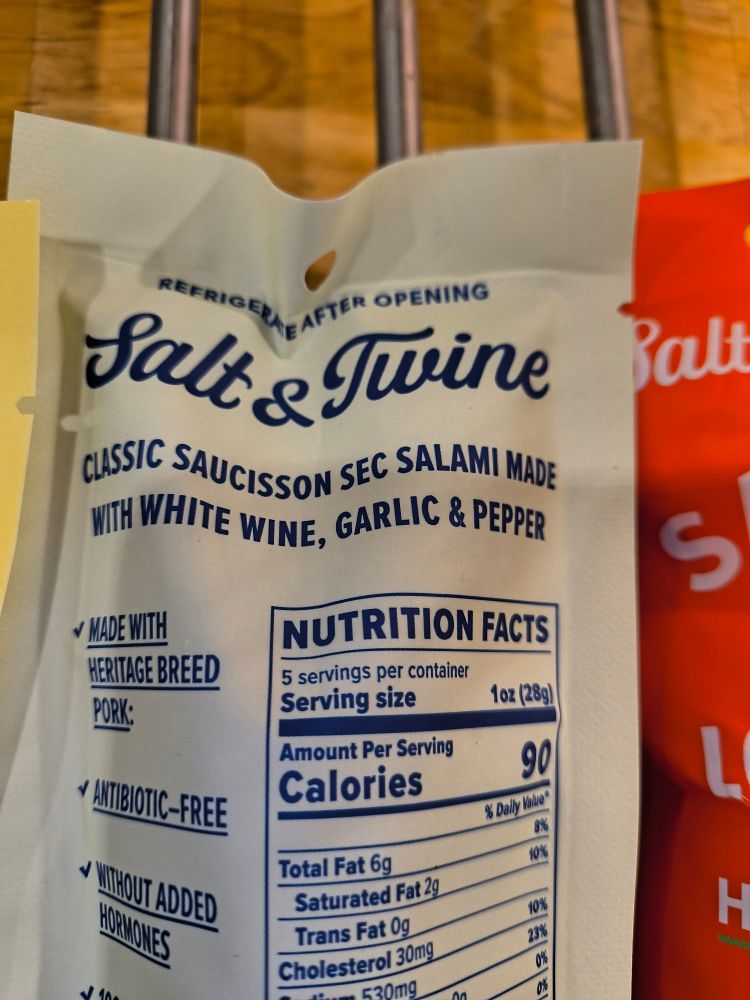 REFRIGERATE AFTER OPENING
Salt & Twine
CLASSIC SAUCISSON SEC SALAMI MADE
WITH WHITE WINE, GARLIC & PEPPER
✓ MADE WITH
HERITAGE BREED
PORK:
✓ ANTIBIOTIC-FREE
✓ WITHOUT ADDED
HORMONES
NUTRITION FACTS
5 servings per container
Serving size 1oz (28g)
Amount Per Serving
Calories 90
% Daily Value*
Total Fat 6g 8%
Saturated Fat 2g 10%
Trans Fat 0g
Cholesterol 30mg 10%
Sodium 530mg 23%
0g 0%
0%
Salt
S
L
H